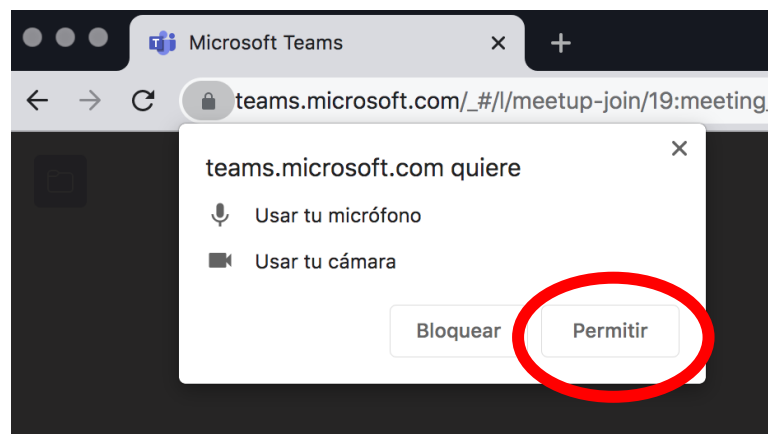 Microsoft Teams
teams.microsoft.com/_#/l/meetup-join/19:meeting_
teams.microsoft.com quiere
Usar tu micrófono
Usar tu cámara
Bloquear Permitir